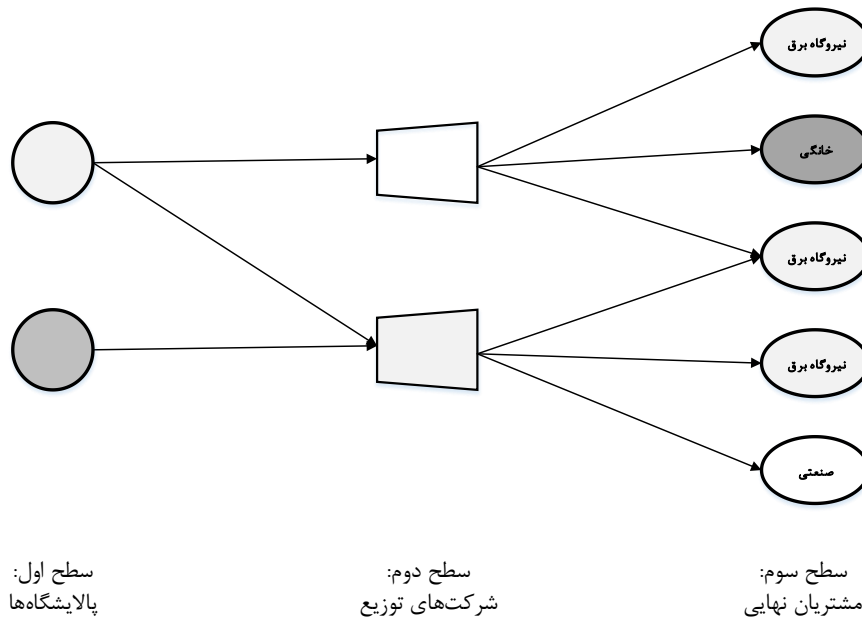 نیروگاه برق
خانگی
نیروگاه برق
نیروگاه برق
صنعتی
سطح اول:
پالایشگاه‌ها
سطح دوم:
شرکت‌های توزیع
سطح سوم:
مشتریان نهایی